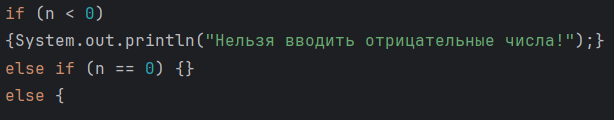 if (n < 0)
{System.out.println("Нельзя вводить отрицательные числа!");}
else if (n == 0) {}
else {